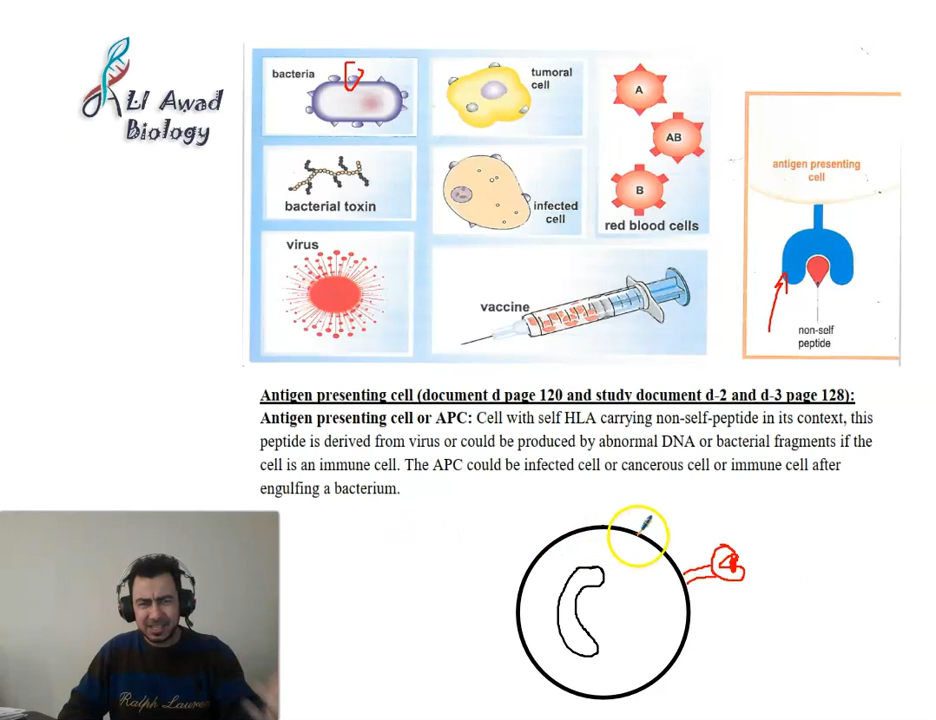 LI Awad
Biology
bacteria
tumoral
cell
A
AB
B
bacterial toxin
infected
cell
red blood cells
virus
vaccine
antigen presenting
cell
non-self
peptide
Antigen presenting cell (document d page 120 and study document d-2 and d-3 page 128):
Antigen presenting cell or APC: Cell with self HLA carrying non-self-peptide in its context, this
peptide is derived from virus or could be produced by abnormal DNA or bacterial fragments if the
cell is an immune cell. The APC could be infected cell or cancerous cell or immune cell after
engulfing a bacterium.
Ralph Lauren